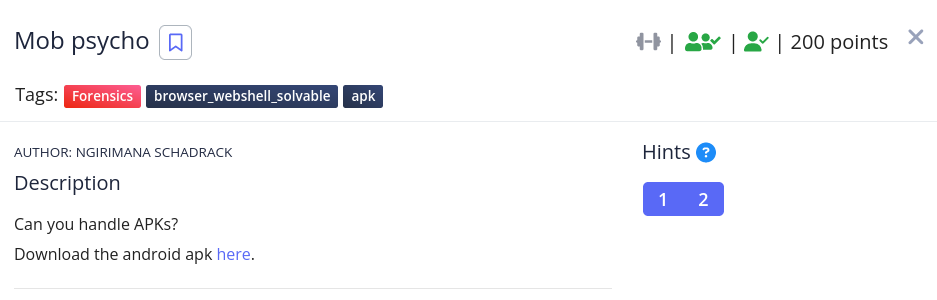 Mob psycho
| | | 200 points
Tags: Forensics browser_webshell_solvable apk
AUTHOR: NGIRIMANA SCHADRACK
Hints ?
Description
1 2
Can you handle APKs?
Download the android apk here.